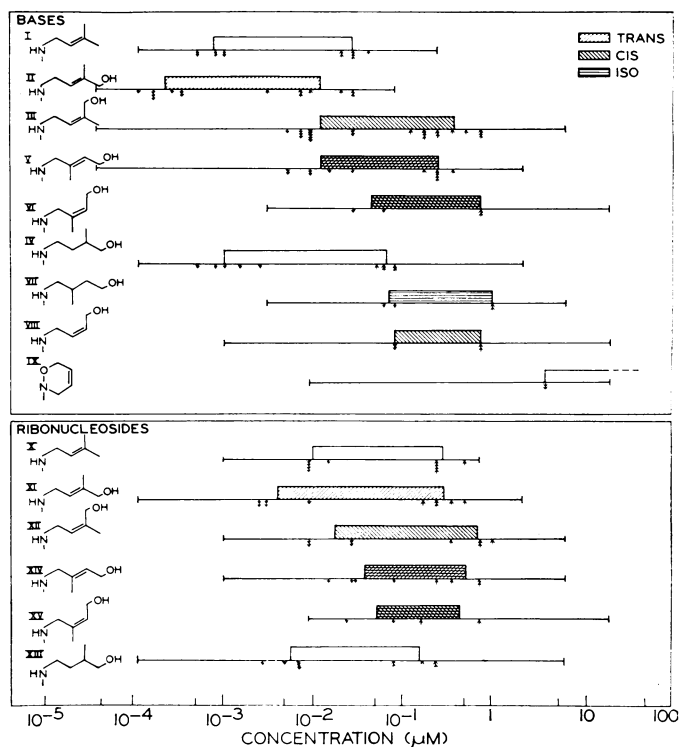 BASES
TRANS
CIS
ISO
I
HN
II
OH
HN
OH
III
HN
V
OH
HN
OH
VI
HN
IV
OH
HN
VII
OH
HN
OH
VIII
HN
IX
O
N
RIBONUCLEOSIDES
X
HN
XI
OH
HN
OH
XII
HN
XIV
OH
HN
OH
XV
HN
XIII
OH
HN
10⁻⁵ 10⁻⁴ 10⁻³ 10⁻² 10⁻¹ 1 10 100
CONCENTRATION (µM)